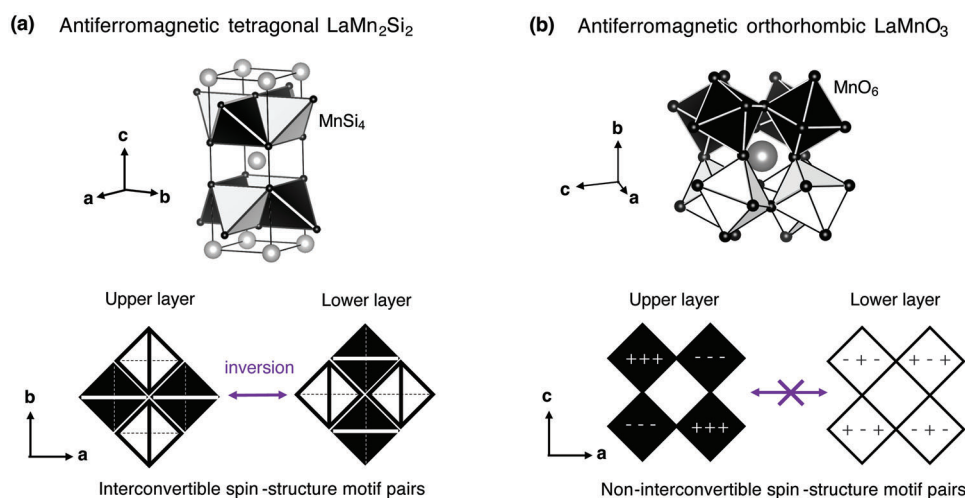 (a) Antiferromagnetic tetragonal LaMn₂Si₂
MnSi₄
c
a
b
Upper layer
Lower layer
inversion
b
a
Interconvertible spin -structure motif pairs
(b) Antiferromagnetic orthorhombic LaMnO₃
MnO₆
b
c
a
Upper layer
Lower layer
+++ - - -
- - - +++
- + - + - +
+ - + - + -
c
a
Non-interconvertible spin -structure motif pairs